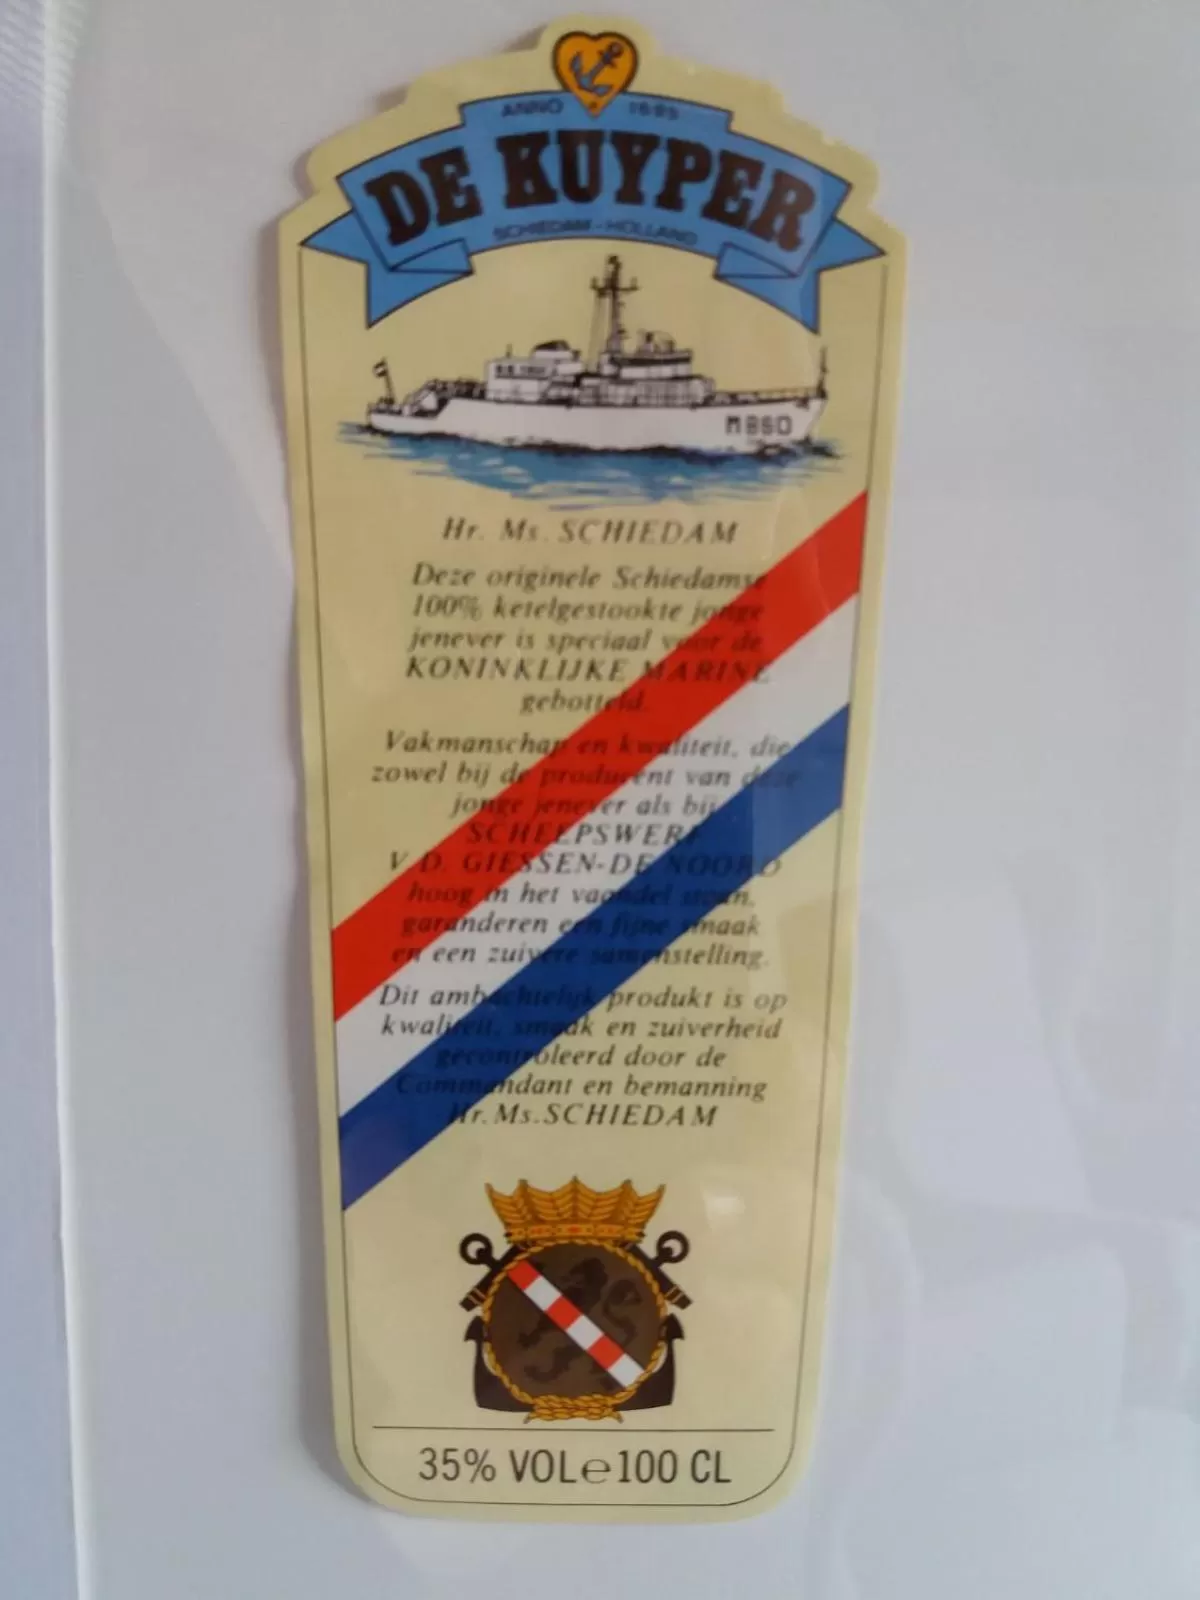 ANNO 1695
DE KUYPER
SCHIEDAM-HOLLAND
M860
Hr. Ms. SCHIEDAM
Deze originele Schiedamse
100% ketelgestookte jonge
jenever is speciaal voor de
KONINKLIJKE MARINE
gebotteld.
Vakmanschap en kwaliteit, die
zowel bij de producent van deze
jonge jenever als bij
SCHEEPSWERF
V.D. GIESSEN-DE NOORD
hoog in het vaandel staan,
garanderen een fijne smaak
en een zuivere samenstelling.
Dit ambachtelijk produkt is op
kwaliteit, smaak en zuiverheid
gecontroleerd door de
Commandant en bemanning
Hr. Ms. SCHIEDAM
35% VOL e 100 CL